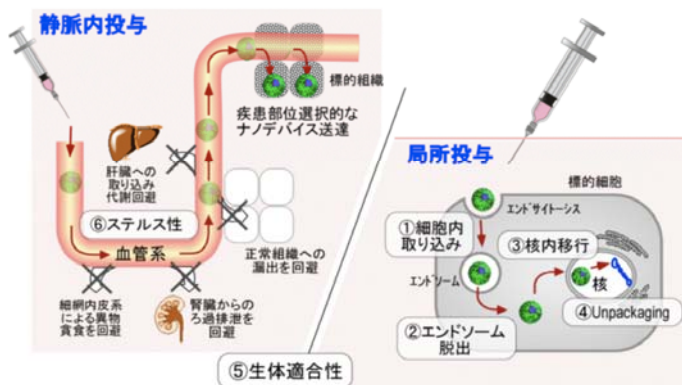 静脈内投与
標的組織
疾患部位選択的な
ナノデバイス送達
肝臓への
取り込み
代謝回避
⑥ステルス性
血管系
正常組織への
漏出を回避
細網内皮系
による異物
貪食を回避
腎臓からの
ろ過排泄を
回避
⑤生体適合性
局所投与
標的細胞
エンドサイトーシス
①細胞内
取り込み
③核内移行
エンドソーム
核
④Unpackaging
②エンドソーム
脱出